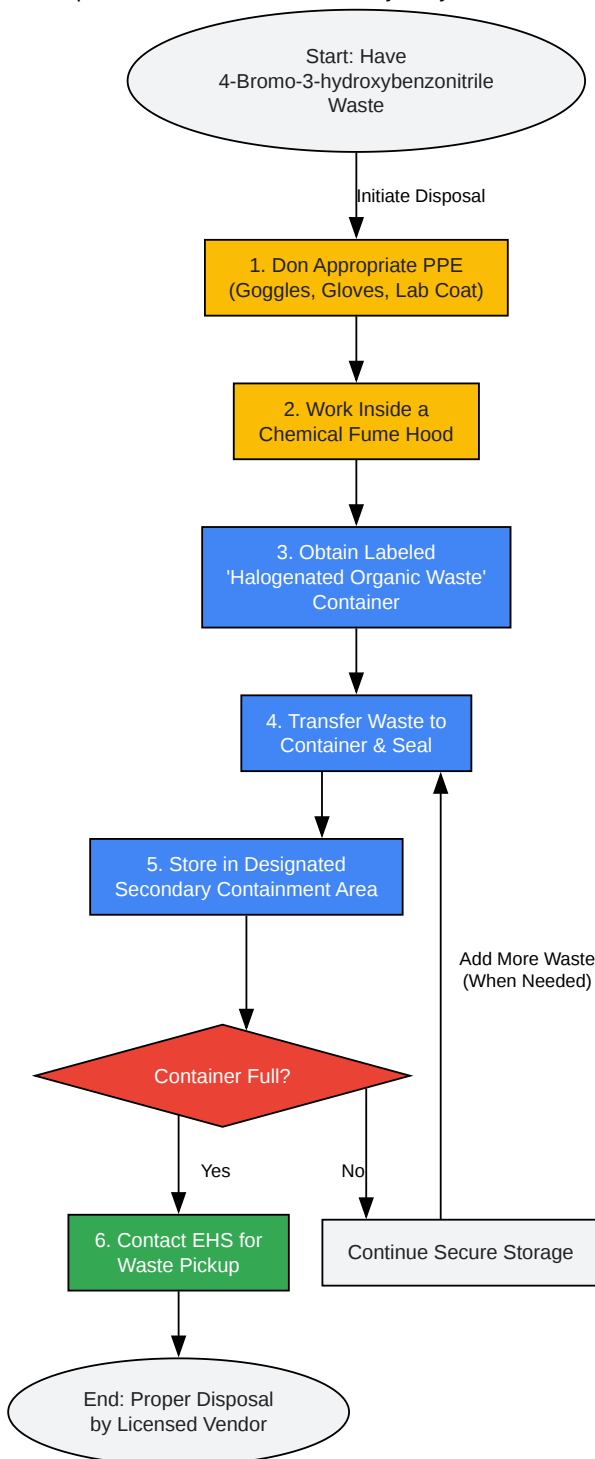 Start: Have
4-Bromo-3-hydroxybenzonitrile
Waste
Initiate Disposal
1. Don Appropriate PPE
(Goggles, Gloves, Lab Coat)
2. Work Inside a
Chemical Fume Hood
3. Obtain Labeled
'Halogenated Organic Waste'
Container
4. Transfer Waste to
Container & Seal
5. Store in Designated
Secondary Containment Area
Add More Waste
(When Needed)
Container Full?
Yes
No
6. Contact EHS for
Waste Pickup
Continue Secure Storage
End: Proper Disposal
by Licensed Vendor